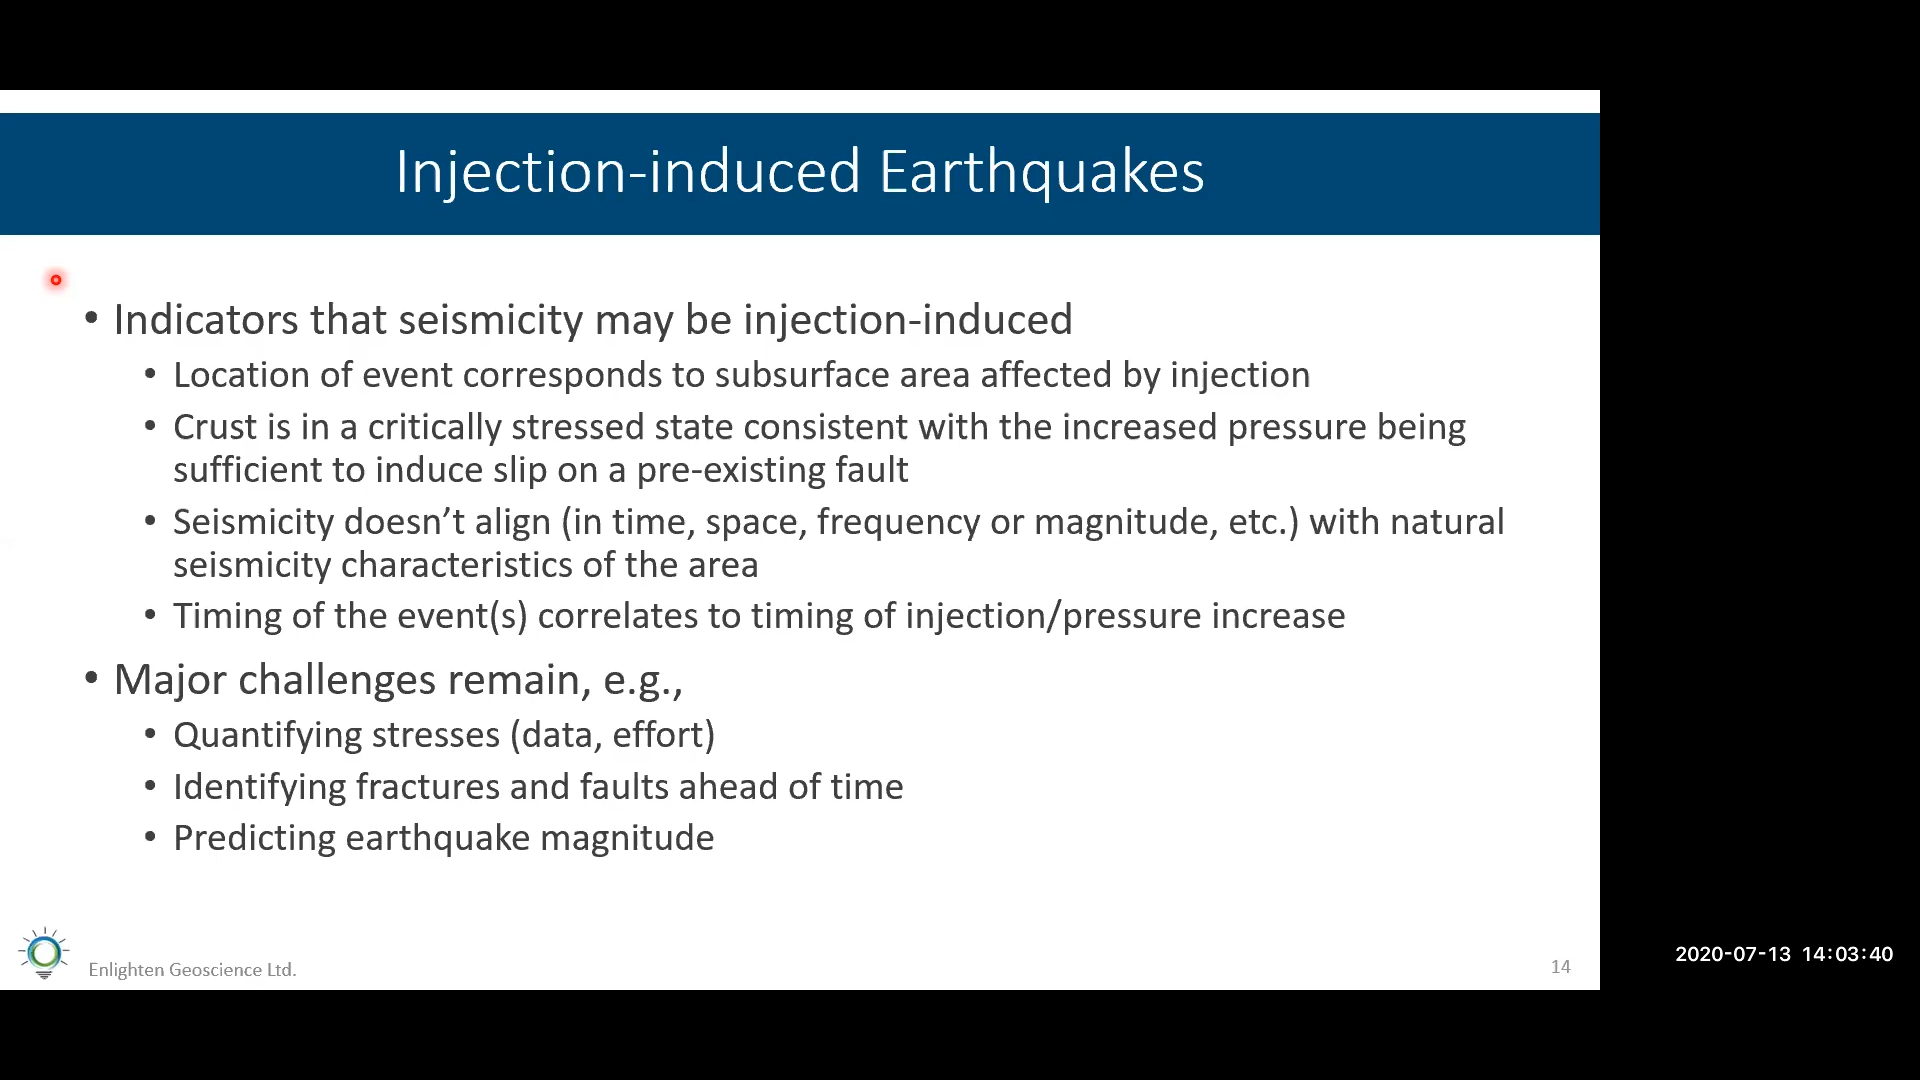 Injection-induced Earthquakes
• Indicators that seismicity may be injection-induced
• Location of event corresponds to subsurface area affected by injection
• Crust is in a critically stressed state consistent with the increased pressure being
sufficient to induce slip on a pre-existing fault
• Seismicity doesn’t align (in time, space, frequency or magnitude, etc.) with natural
seismicity characteristics of the area
• Timing of the event(s) correlates to timing of injection/pressure increase
• Major challenges remain, e.g.,
• Quantifying stresses (data, effort)
• Identifying fractures and faults ahead of time
• Predicting earthquake magnitude
Enlighten Geoscience Ltd.
14
2020-07-13 14:03:40